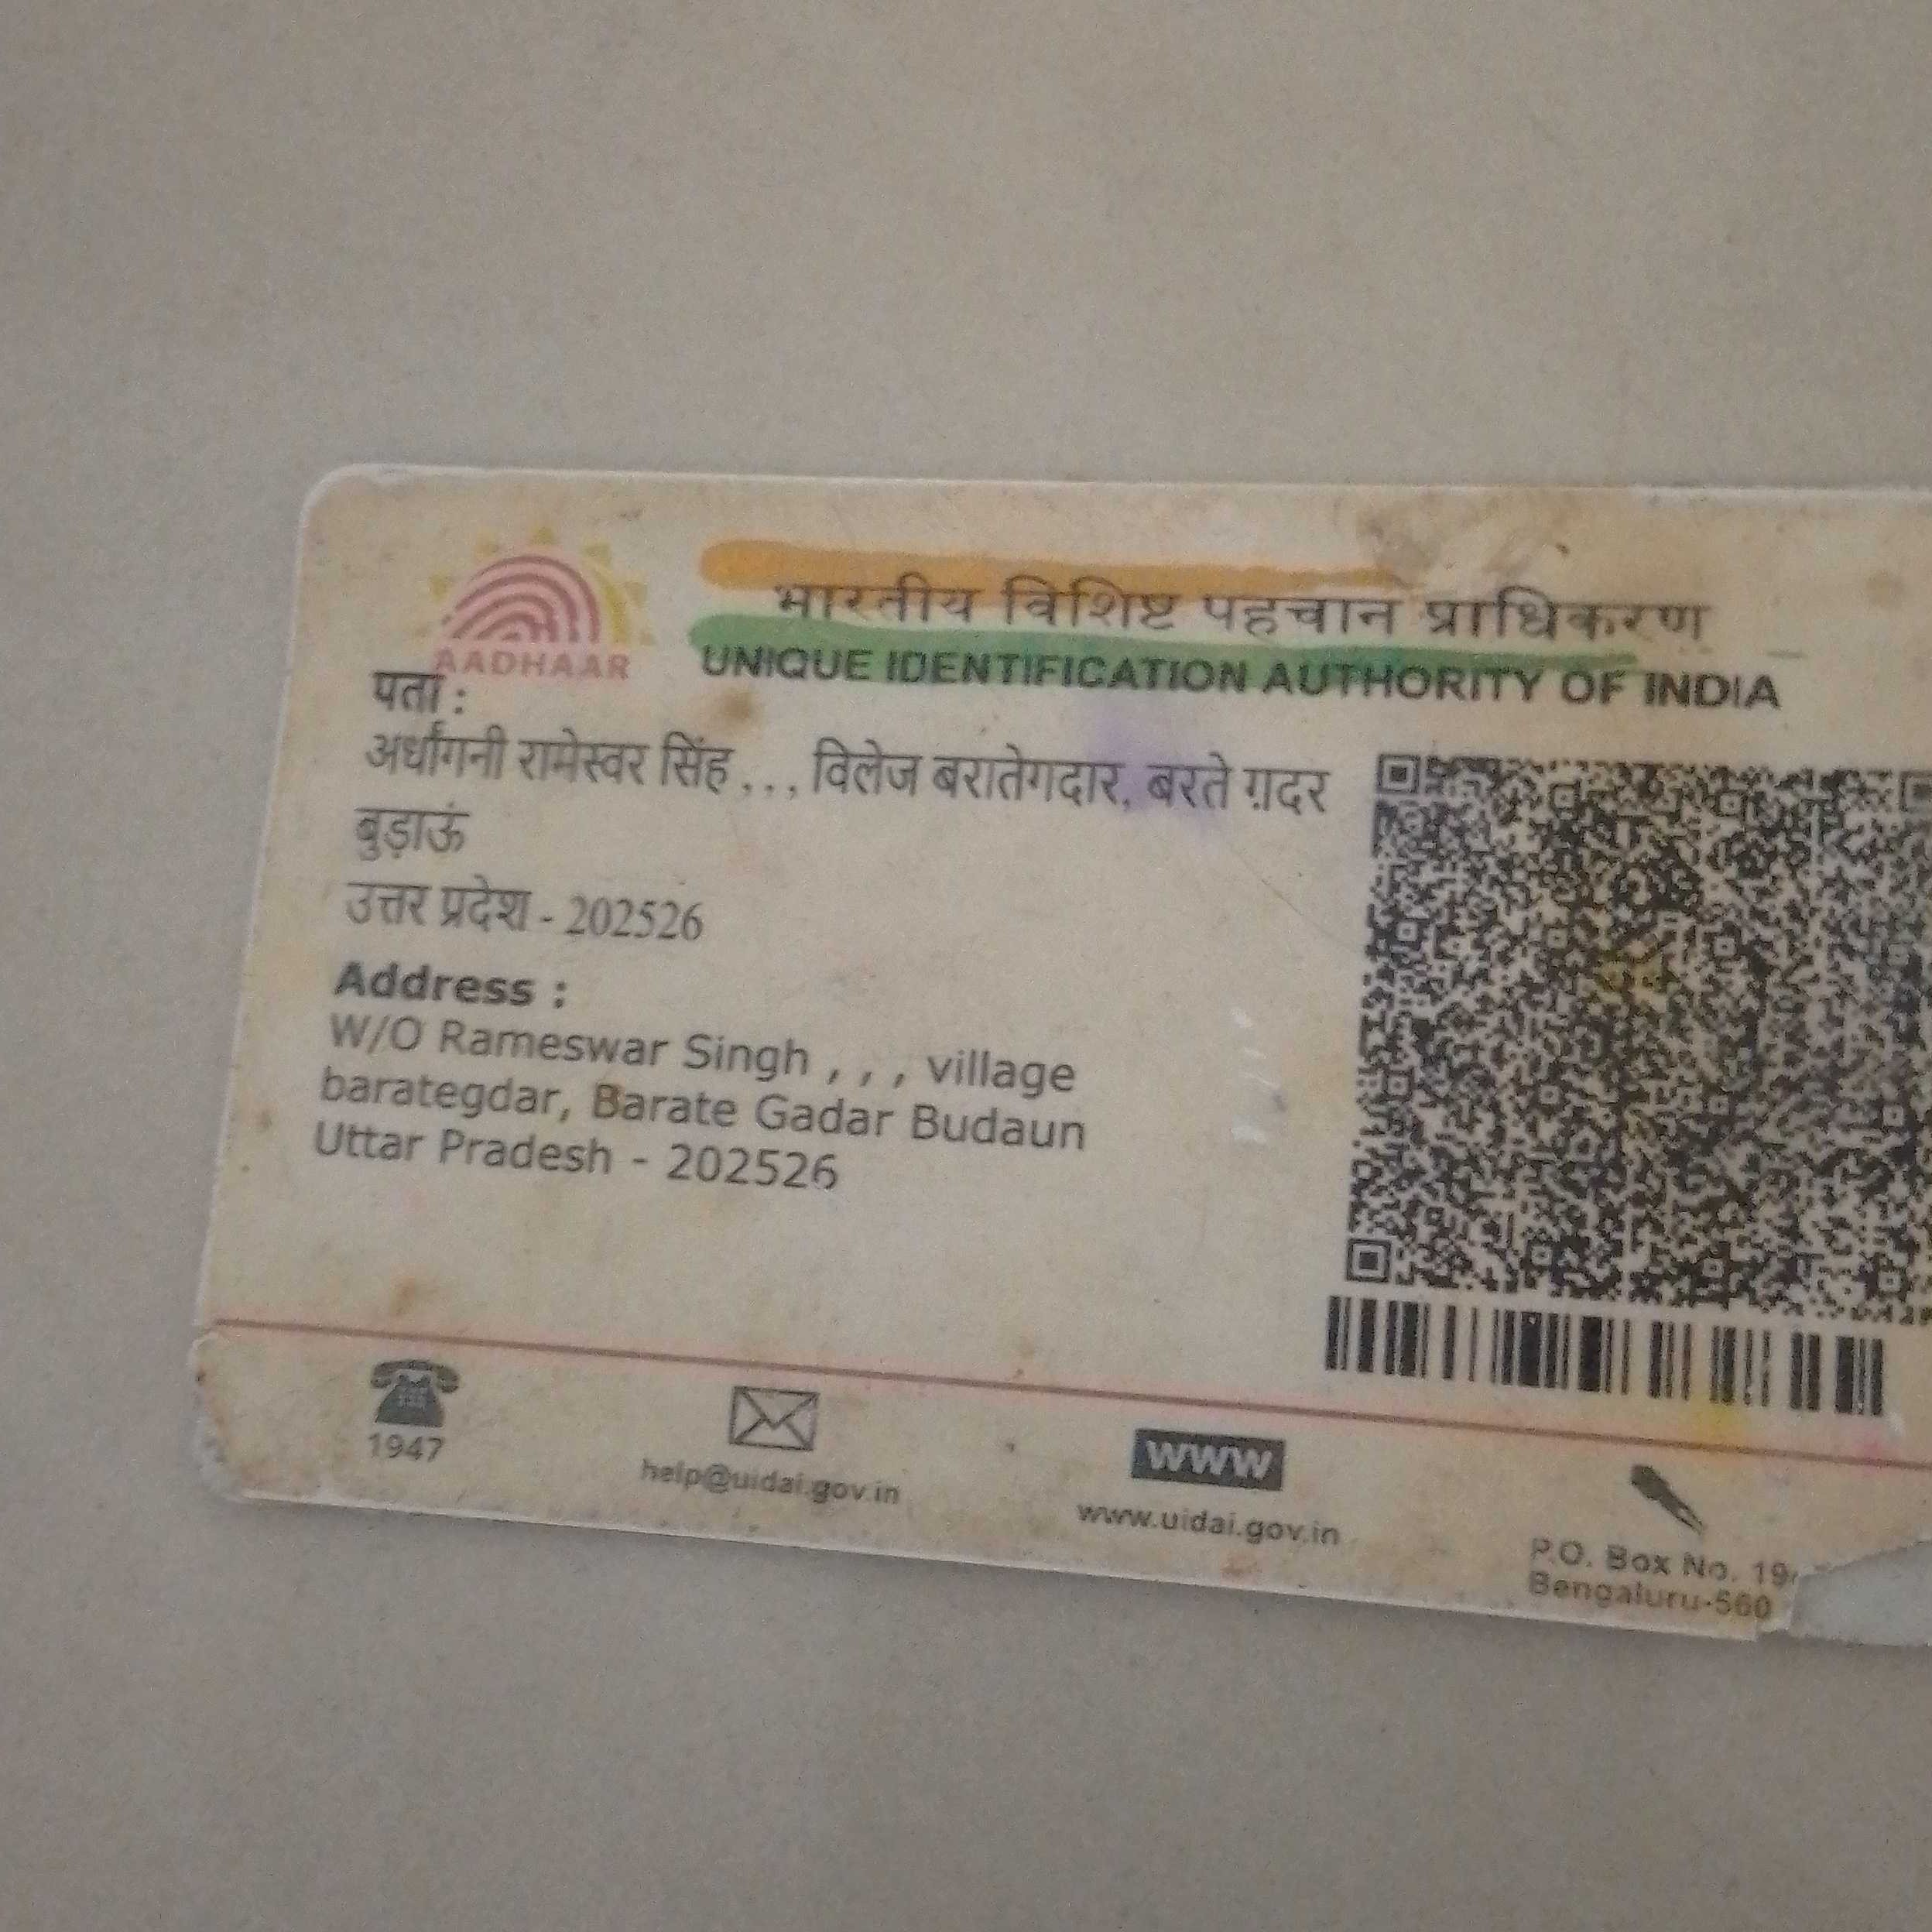 AADHAAR
भारतीय विशिष्ट पहचान प्राधिकरण
UNIQUE IDENTIFICATION AUTHORITY OF INDIA
पता :
अर्धांगनी रामेस्वर सिंह , , , विलेज बरातेगदार, बरते ग़दर
बुड़ाऊं
उत्तर प्रदेश - 202526
Address :
W/O Rameswar Singh , , , village
barategdar, Barate Gadar Budaun
Uttar Pradesh - 202526
1947
help@uidai.gov.in
www
www.uidai.gov.in
P.O. Box No.
Bengaluru-560